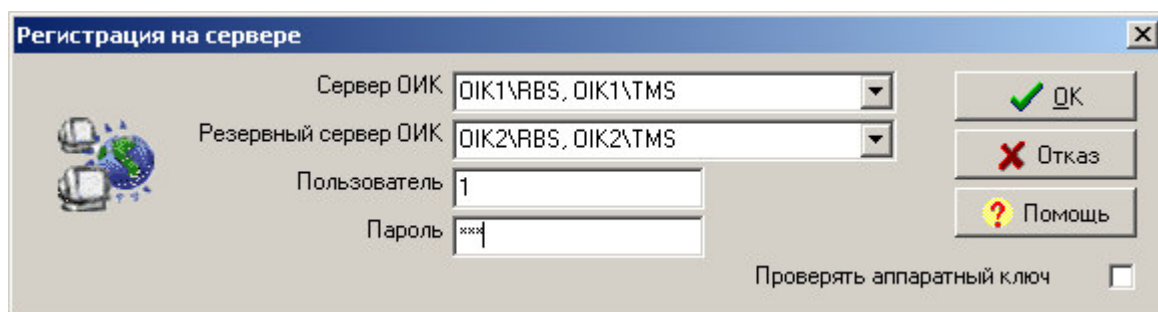 Регистрация на сервере
Сервер ОИК OIK1\RBS, OIK1\TMS
OK
Резервный сервер ОИК OIK2\RBS, OIK2\TMS
Отказ
Пользователь 1
Помощь
Пароль ***
Проверять аппаратный ключ